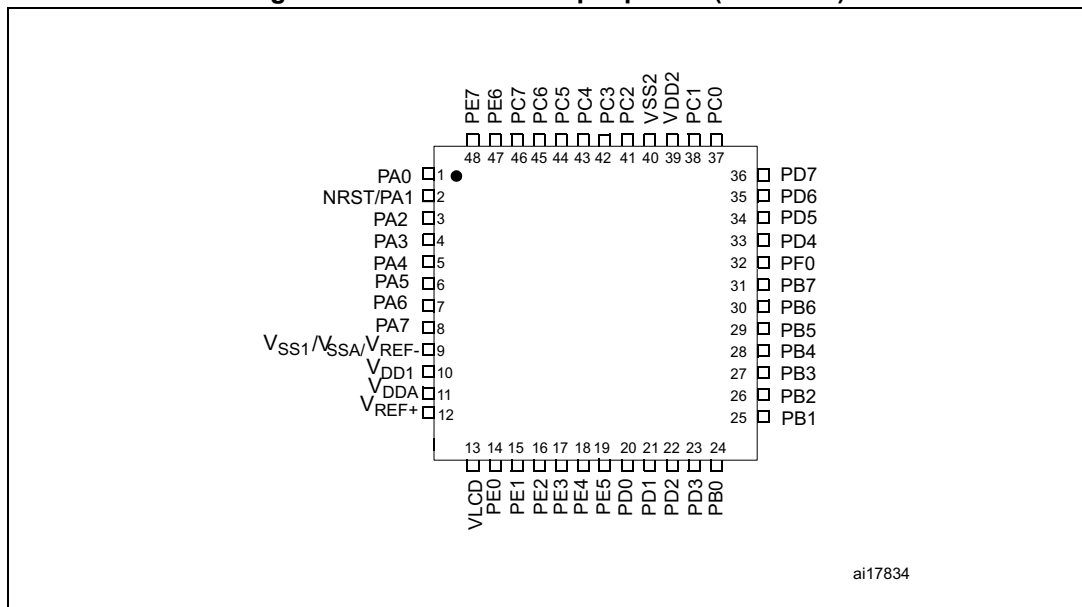 PE7 PE6 PC7 PC6 PC5 PC4 PC3 PC2 VSS2 VDD2 PC1 PC0
48 47 46 45 44 43 42 41 40 39 38 37
PA0 1 36 PD7
NRST/PA1 2 35 PD6
PA2 3 34 PD5
PA3 4 33 PD4
PA4 5 32 PF0
PA5 6 31 PB7
PA6 7 30 PB6
PA7 8 29 PB5
VSS1/VSSA/VREF- 9 28 PB4
VDD1 10 27 PB3
VDDA 11 26 PB2
VREF+ 12 25 PB1
13 14 15 16 17 18 19 20 21 22 23 24
VLCD PE0 PE1 PE2 PE3 PE4 PE5 PD0 PD1 PD2 PD3 PB0
ai17834